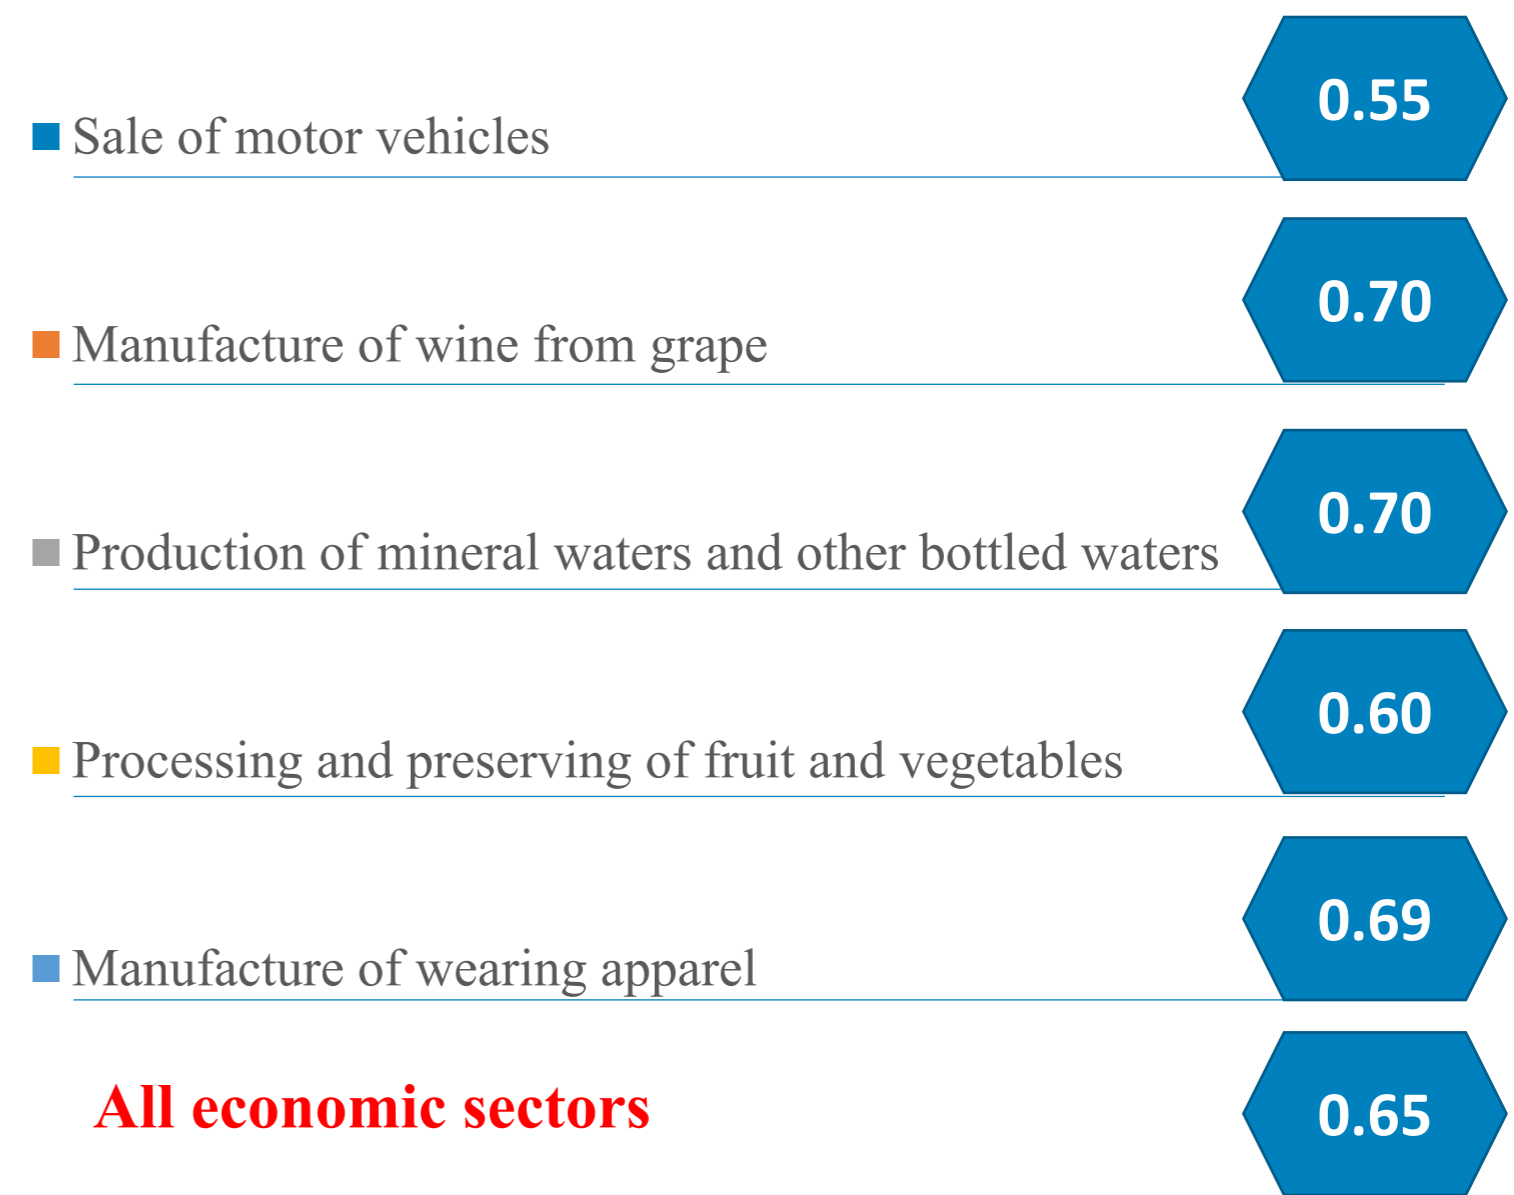 0.55
Sale of motor vehicles
0.70
Manufacture of wine from grape
0.70
Production of mineral waters and other bottled waters
0.60
Processing and preserving of fruit and vegetables
0.69
Manufacture of wearing apparel
All economic sectors
0.65